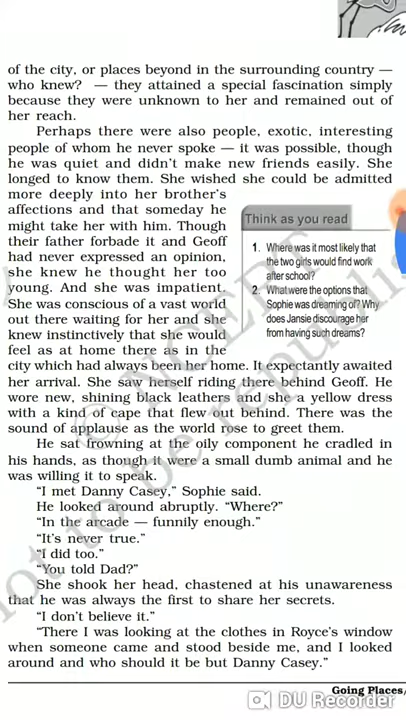 of the city, or places beyond in the surrounding country —
who knew? — they attained a special fascination simply
because they were unknown to her and remained out of
her reach.
Perhaps there were also people, exotic, interesting
people of whom he never spoke — it was possible, though
he was quiet and didn't make new friends easily. She
longed to know them. She wished she could be admitted
more deeply into her brother's
affections and that someday he
might take her with him. Though
their father forbade it and Geoff
had never expressed an opinion,
she knew he thought her too
young. And she was impatient.
She was conscious of a vast world
out there waiting for her and she
knew instinctively that she would
feel as at home there as in the
Think as you read
1. Where was it most likely that
the two girls would find work
after school?
2. What were the options that
Sophie was dreaming of? Why
does Jansie discourage her
from having such dreams?
city which had always been her home. It expectantly awaited
her arrival. She saw herself riding there behind Geoff. He
wore new, shining black leathers and she a yellow dress
with a kind of cape that flew out behind. There was the
sound of applause as the world rose to greet them.
He sat frowning at the oily component he cradled in
his hands, as though it were a small dumb animal and he
was willing it to speak.
"I met Danny Casey," Sophie said.
He looked around abruptly. "Where?"
"In the arcade — funnily enough."
"It's never true."
"I did too."
"You told Dad?"
She shook her head, chastened at his unawareness
that he was always the first to share her secrets.
"I don't believe it."
"There I was looking at the clothes in Royce's window
when someone came and stood beside me, and I looked
around and who should it be but Danny Casey."
Going Places/
DU Recorder
© NCERT
not to be republis